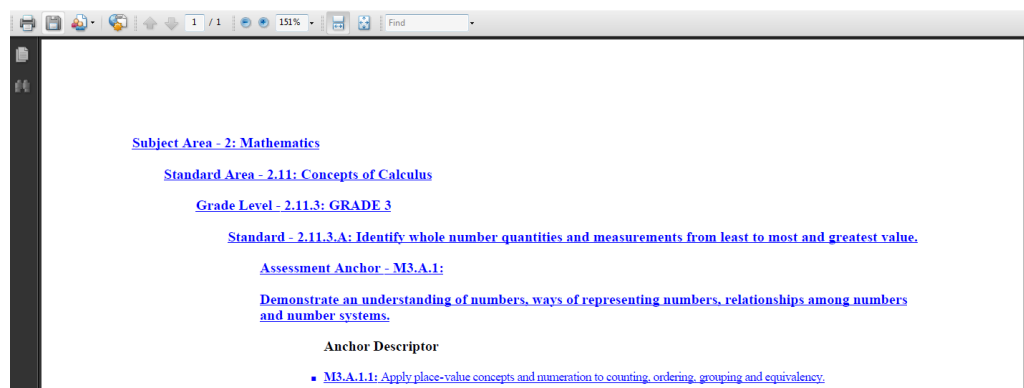 1 / 1 151% Find
Subject Area - 2: Mathematics
Standard Area - 2.11: Concepts of Calculus
Grade Level - 2.11.3: GRADE 3
Standard - 2.11.3.A: Identify whole number quantities and measurements from least to most and greatest value.
Assessment Anchor - M3.A.1:
Demonstrate an understanding of numbers, ways of representing numbers, relationships among numbers
and number systems.
Anchor Descriptor
▪ M3.A.1.1: Apply place-value concepts and numeration to counting, ordering, grouping and equivalency.